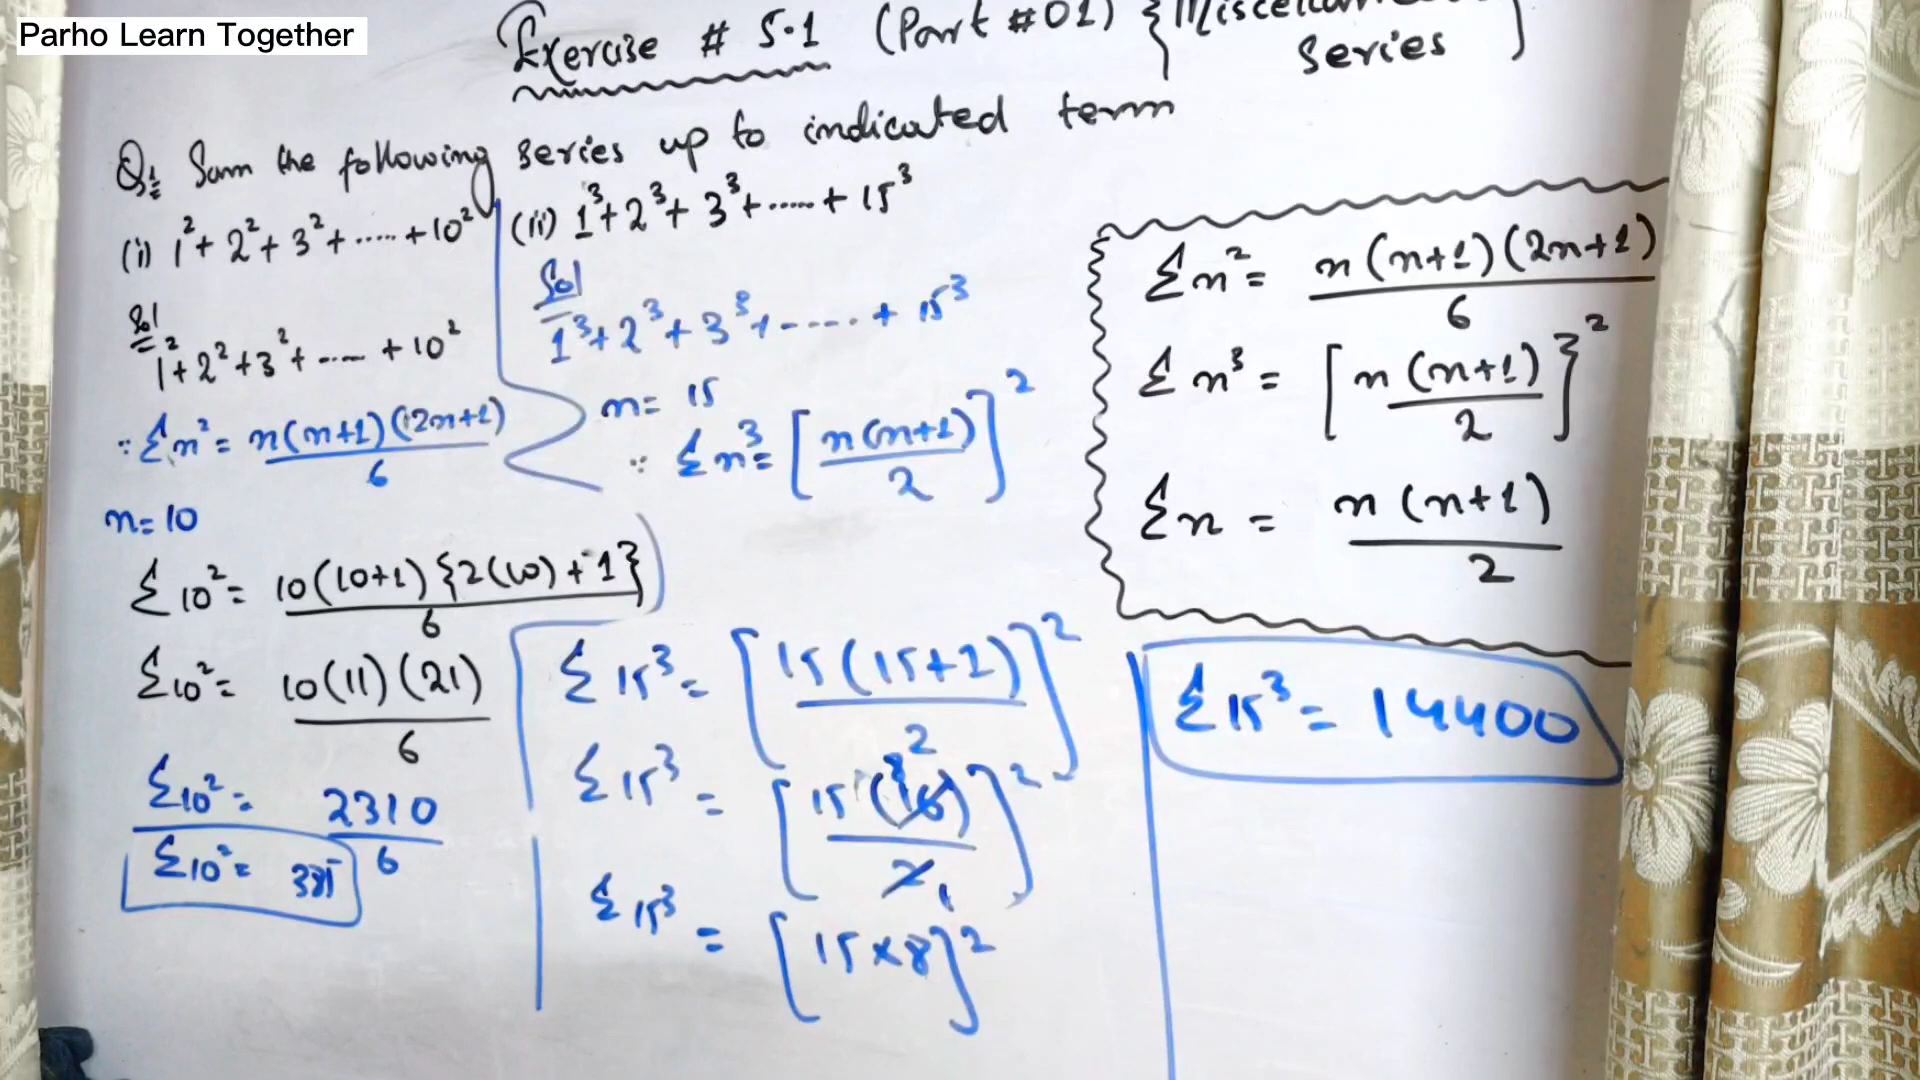 Parho Learn Together
Exercise # 5.1 (Part #01) {Miscellaneous Series}
Q1: Sum the following series up to indicated term
(i) 1² + 2² + 3² + ..... + 10²
Sol
1² + 2² + 3² + ..... + 10²
∵ Σn² = n(n+1)(2n+1)/6
n = 10
Σ10² = 10(10+1){2(10)+1}/6
Σ10² = 10(11)(21)/6
Σ10² = 2310/6
Σ10² = 385
(ii) 1³ + 2³ + 3³ + ..... + 15³
Sol
1³ + 2³ + 3³ + ..... + 15³
n = 15
∵ Σn³ = [n(n+1)/2]²
Σ15³ = [15(15+1)/2]²
Σ15³ = [15(16)/2]²
Σ15³ = [15×8]²
Σn² = n(n+1)(2n+1)/6
Σn³ = [n(n+1)/2]²
Σn = n(n+1)/2
Σ15³ = 14400